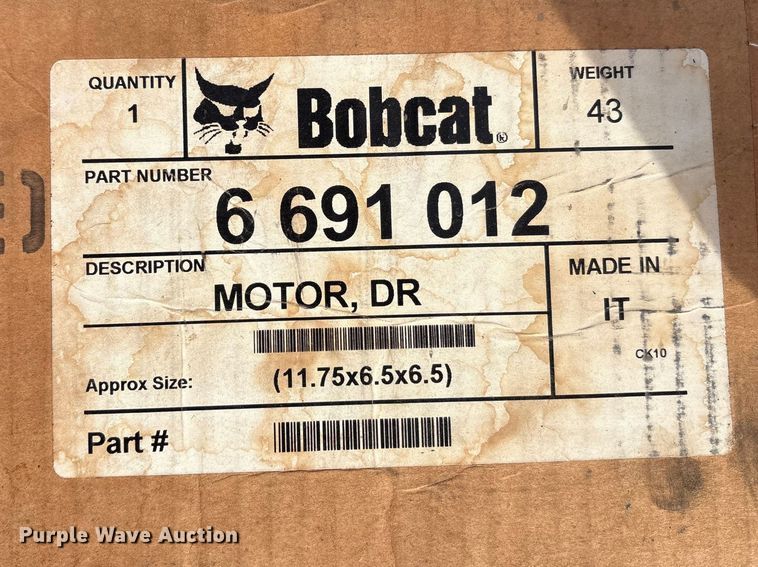 QUANTITY
1
Bobcat®
WEIGHT
43
PART NUMBER
6 691 012
DESCRIPTION
MOTOR, DR
MADE IN
IT
CK10
Approx Size:
(11.75x6.5x6.5)
Part #
Purple Wave Auction